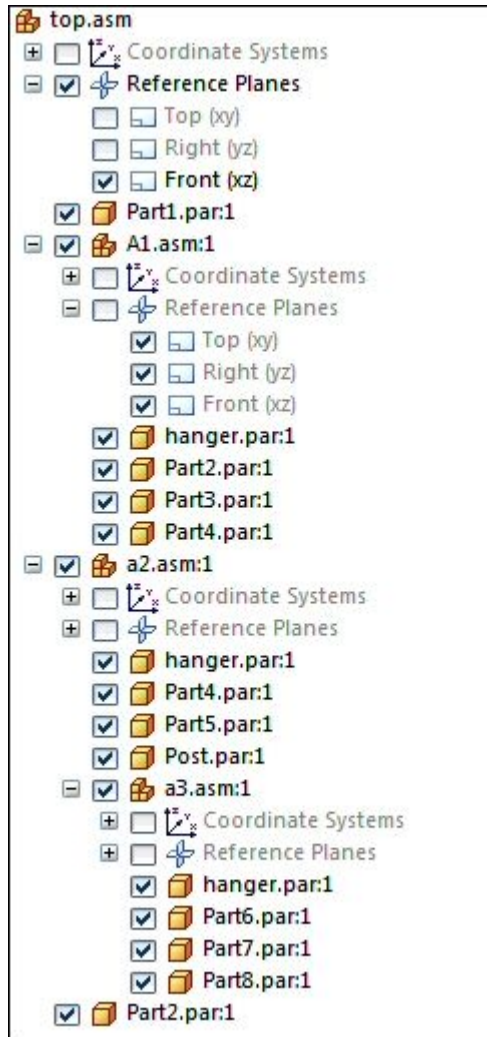 top.asm
Coordinate Systems
Reference Planes
Top (xy)
Right (yz)
Front (xz)
Part1.par:1
A1.asm:1
Coordinate Systems
Reference Planes
Top (xy)
Right (yz)
Front (xz)
hanger.par:1
Part2.par:1
Part3.par:1
Part4.par:1
a2.asm:1
Coordinate Systems
Reference Planes
hanger.par:1
Part4.par:1
Part5.par:1
Post.par:1
a3.asm:1
Coordinate Systems
Reference Planes
hanger.par:1
Part6.par:1
Part7.par:1
Part8.par:1
Part2.par:1